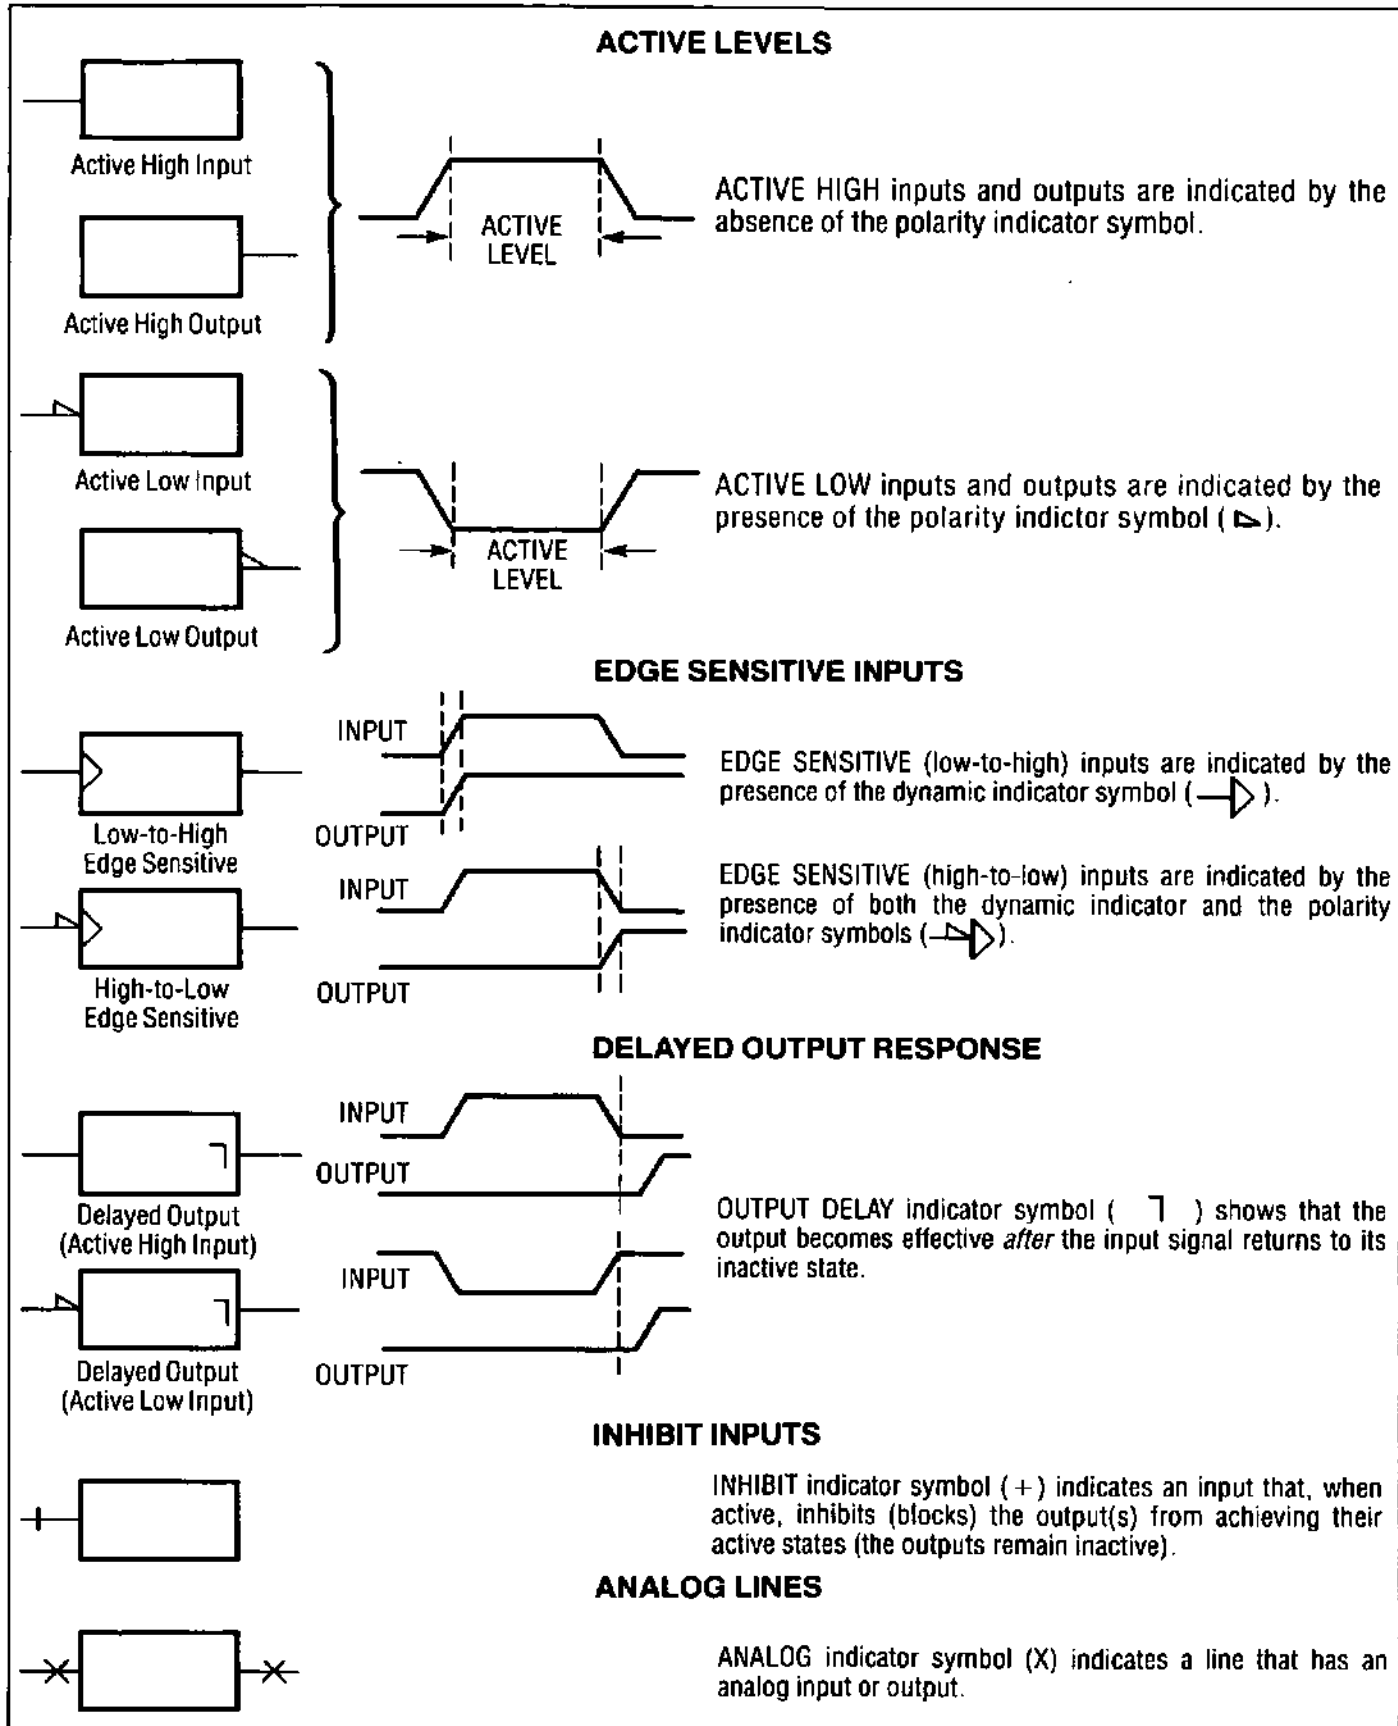 ACTIVE LEVELS
Active High Input
ACTIVE
LEVEL
ACTIVE HIGH inputs and outputs are indicated by the
absence of the polarity indicator symbol.
Active High Output
Active Low Input
ACTIVE
LEVEL
ACTIVE LOW inputs and outputs are indicated by the
presence of the polarity indictor symbol ( ).
Active Low Output
EDGE SENSITIVE INPUTS
INPUT
OUTPUT
Low-to-High
Edge Sensitive
EDGE SENSITIVE (low-to-high) inputs are indicated by the
presence of the dynamic indicator symbol ( ).
INPUT
OUTPUT
High-to-Low
Edge Sensitive
EDGE SENSITIVE (high-to-low) inputs are indicated by the
presence of both the dynamic indicator and the polarity
indicator symbols ( ).
DELAYED OUTPUT RESPONSE
INPUT
OUTPUT
Delayed Output
(Active High Input)
OUTPUT DELAY indicator symbol ( ㄱ ) shows that the
output becomes effective after the input signal returns to its
inactive state.
INPUT
OUTPUT
Delayed Output
(Active Low Input)
INHIBIT INPUTS
INHIBIT indicator symbol (+) indicates an input that, when
active, inhibits (blocks) the output(s) from achieving their
active states (the outputs remain inactive).
ANALOG LINES
ANALOG indicator symbol (X) indicates a line that has an
analog input or output.